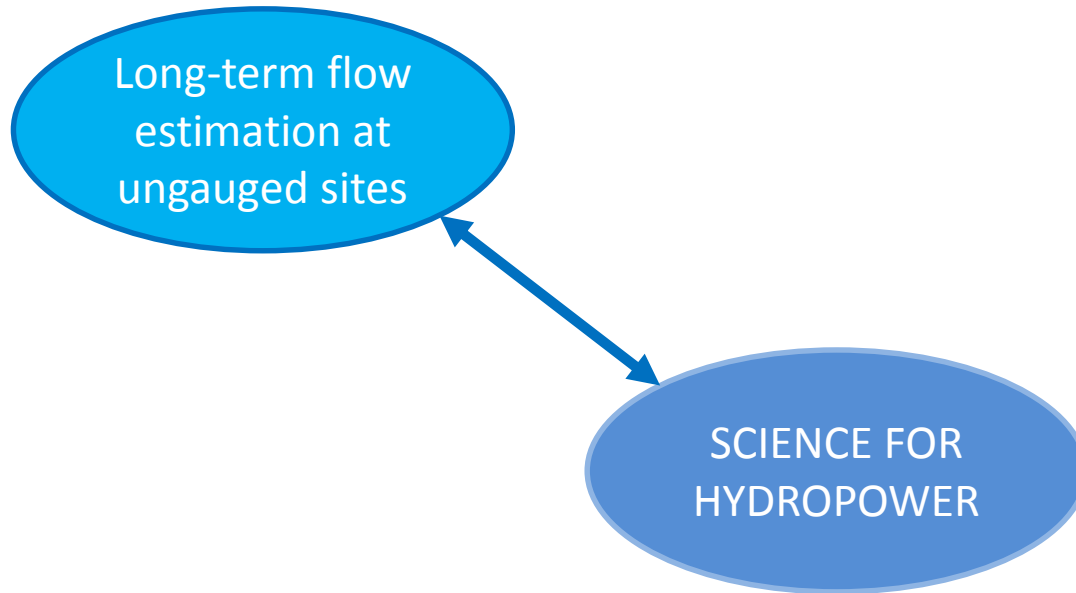 Long-term flow
estimation at
ungauged sites
SCIENCE FOR
HYDROPOWER